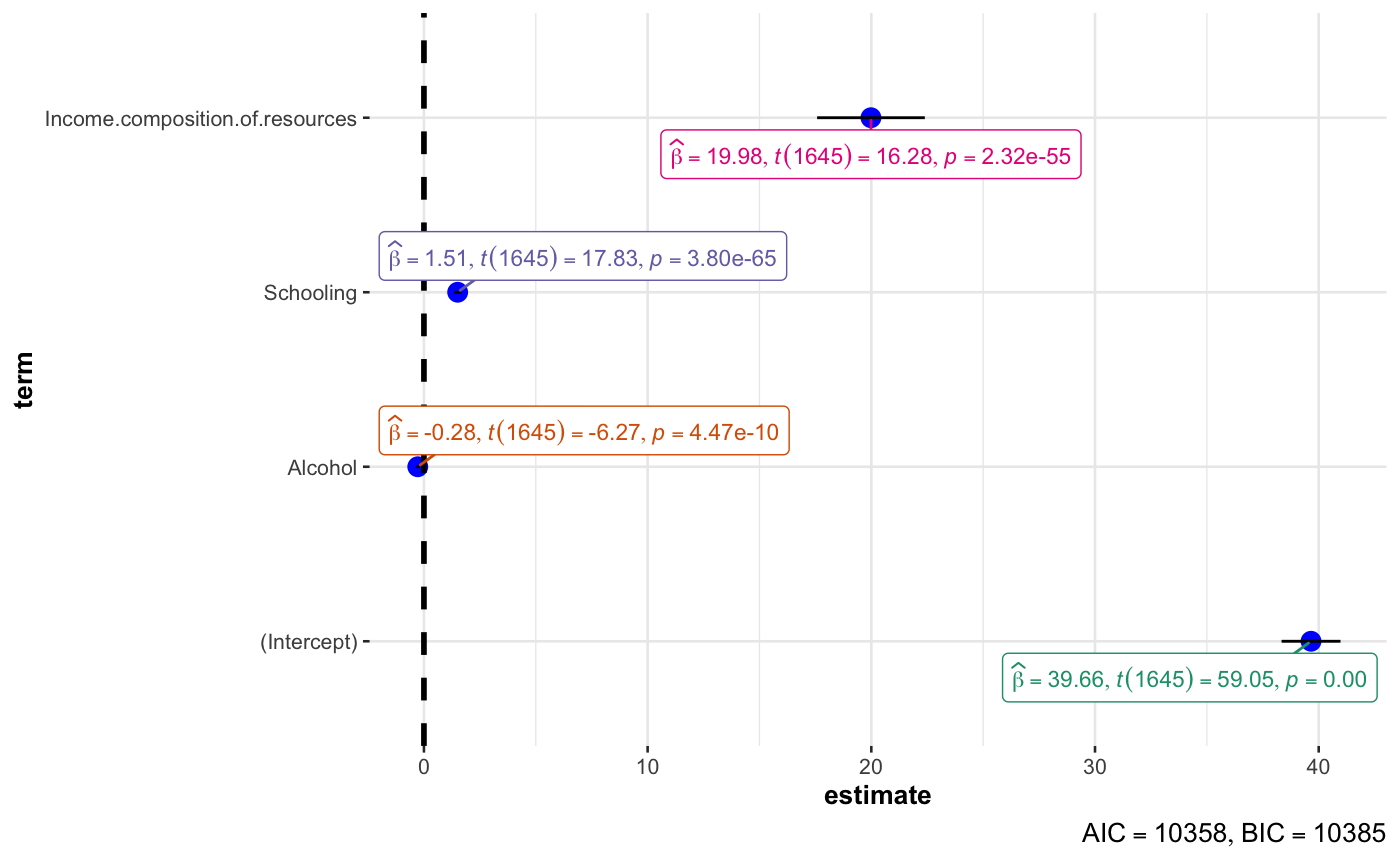 Income.composition.of.resources
β̂ = 19.98, t(1645) = 16.28, p = 2.32e-55
β̂ = 1.51, t(1645) = 17.83, p = 3.80e-65
Schooling
term
β̂ = -0.28, t(1645) = -6.27, p = 4.47e-10
Alcohol
(Intercept)
β̂ = 39.66, t(1645) = 59.05, p = 0.00
0 10 20 30 40
estimate
AIC = 10358, BIC = 10385